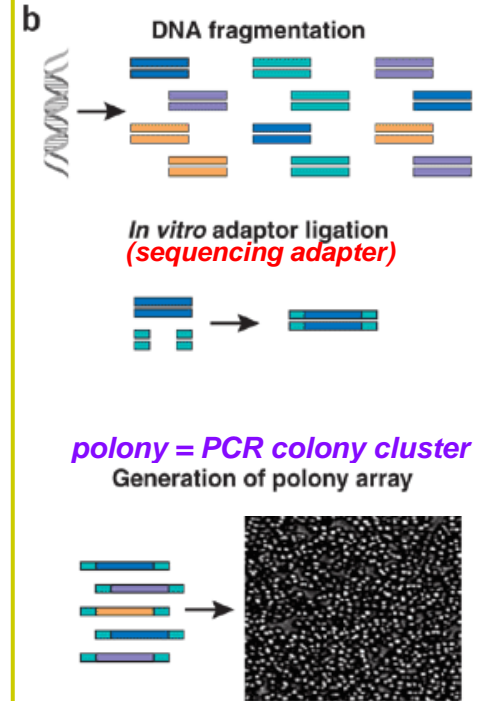 b
DNA fragmentation
In vitro adaptor ligation
(sequencing adapter)
polony = PCR colony cluster
Generation of polony array